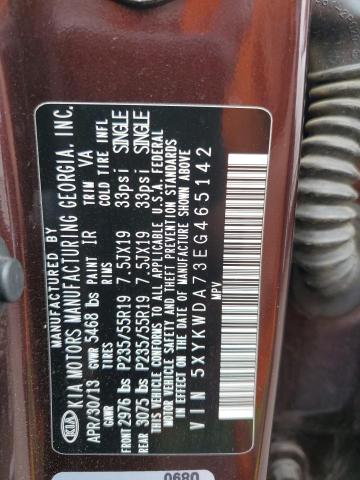 MANUFACTURED BY
KIA KIA MOTORS MANUFACTURING GEORGIA. INC.
APR/30/13 GVWR 5468 lbs PAINT IR TRIM VA
GAWR RIMS COLD TIRE INFL
FRONT 2976 lbs P235/55R19 7.5JX19 33psi SINGLE
REAR 3075 lbs P235/55R19 7.5JX19 33psi SINGLE
THIS VEHICLE CONFORMS TO ALL APPLICABLE U.S.A. FEDERAL
MOTOR VEHICLE SAFETY AND THEFT PREVENTION STANDARDS
IN EFFECT ON THE DATE OF MANUFACTURE SHOWN ABOVE
VIN 5XYKWDA73EG465142
MPV
0680